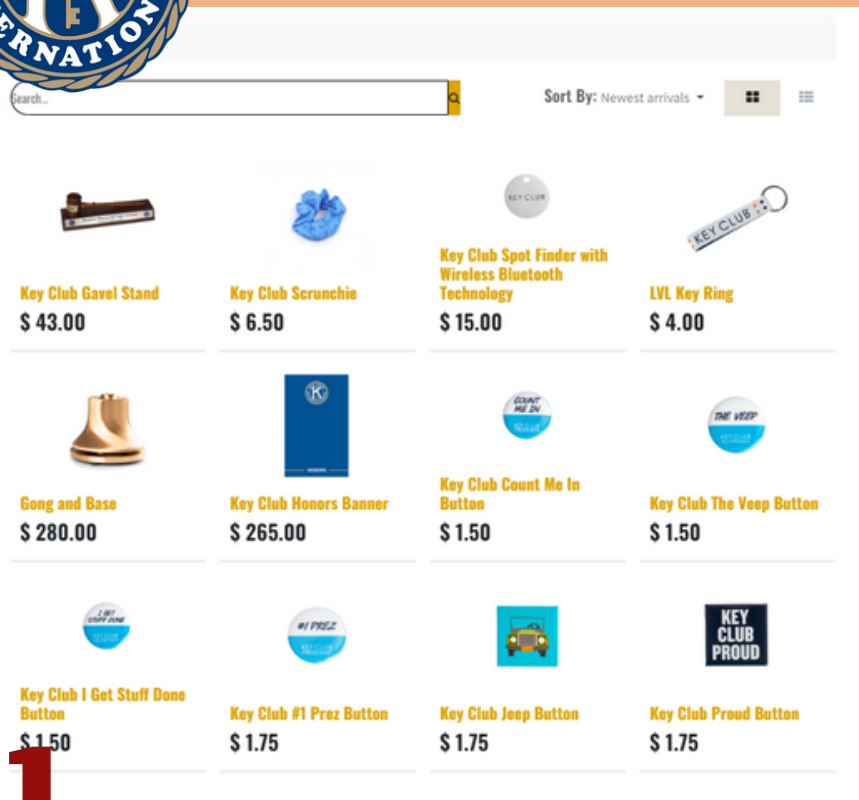 ERNATIO
Search...
Sort By: Newest arrivals
KEY CLUB
KEY CLUB
Key Club Gavel Stand
$ 43.00
Key Club Scrunchie
$ 6.50
Key Club Spot Finder with
Wireless Bluetooth
Technology
$ 15.00
LVL Key Ring
$ 4.00
K
HONORS
COUNT
ME IN
THE VEEP
KEY CLUB
Gong and Base
$ 280.00
Key Club Honors Banner
$ 265.00
Key Club Count Me In
Button
$ 1.50
Key Club The Veep Button
$ 1.50
I GET
STUFF DONE
#1 PREZ
KEY
CLUB
PROUD
Key Club I Get Stuff Done
Button
$ 1.50
Key Club #1 Prez Button
$ 1.75
Key Club Jeep Button
$ 1.75
Key Club Proud Button
$ 1.75
1